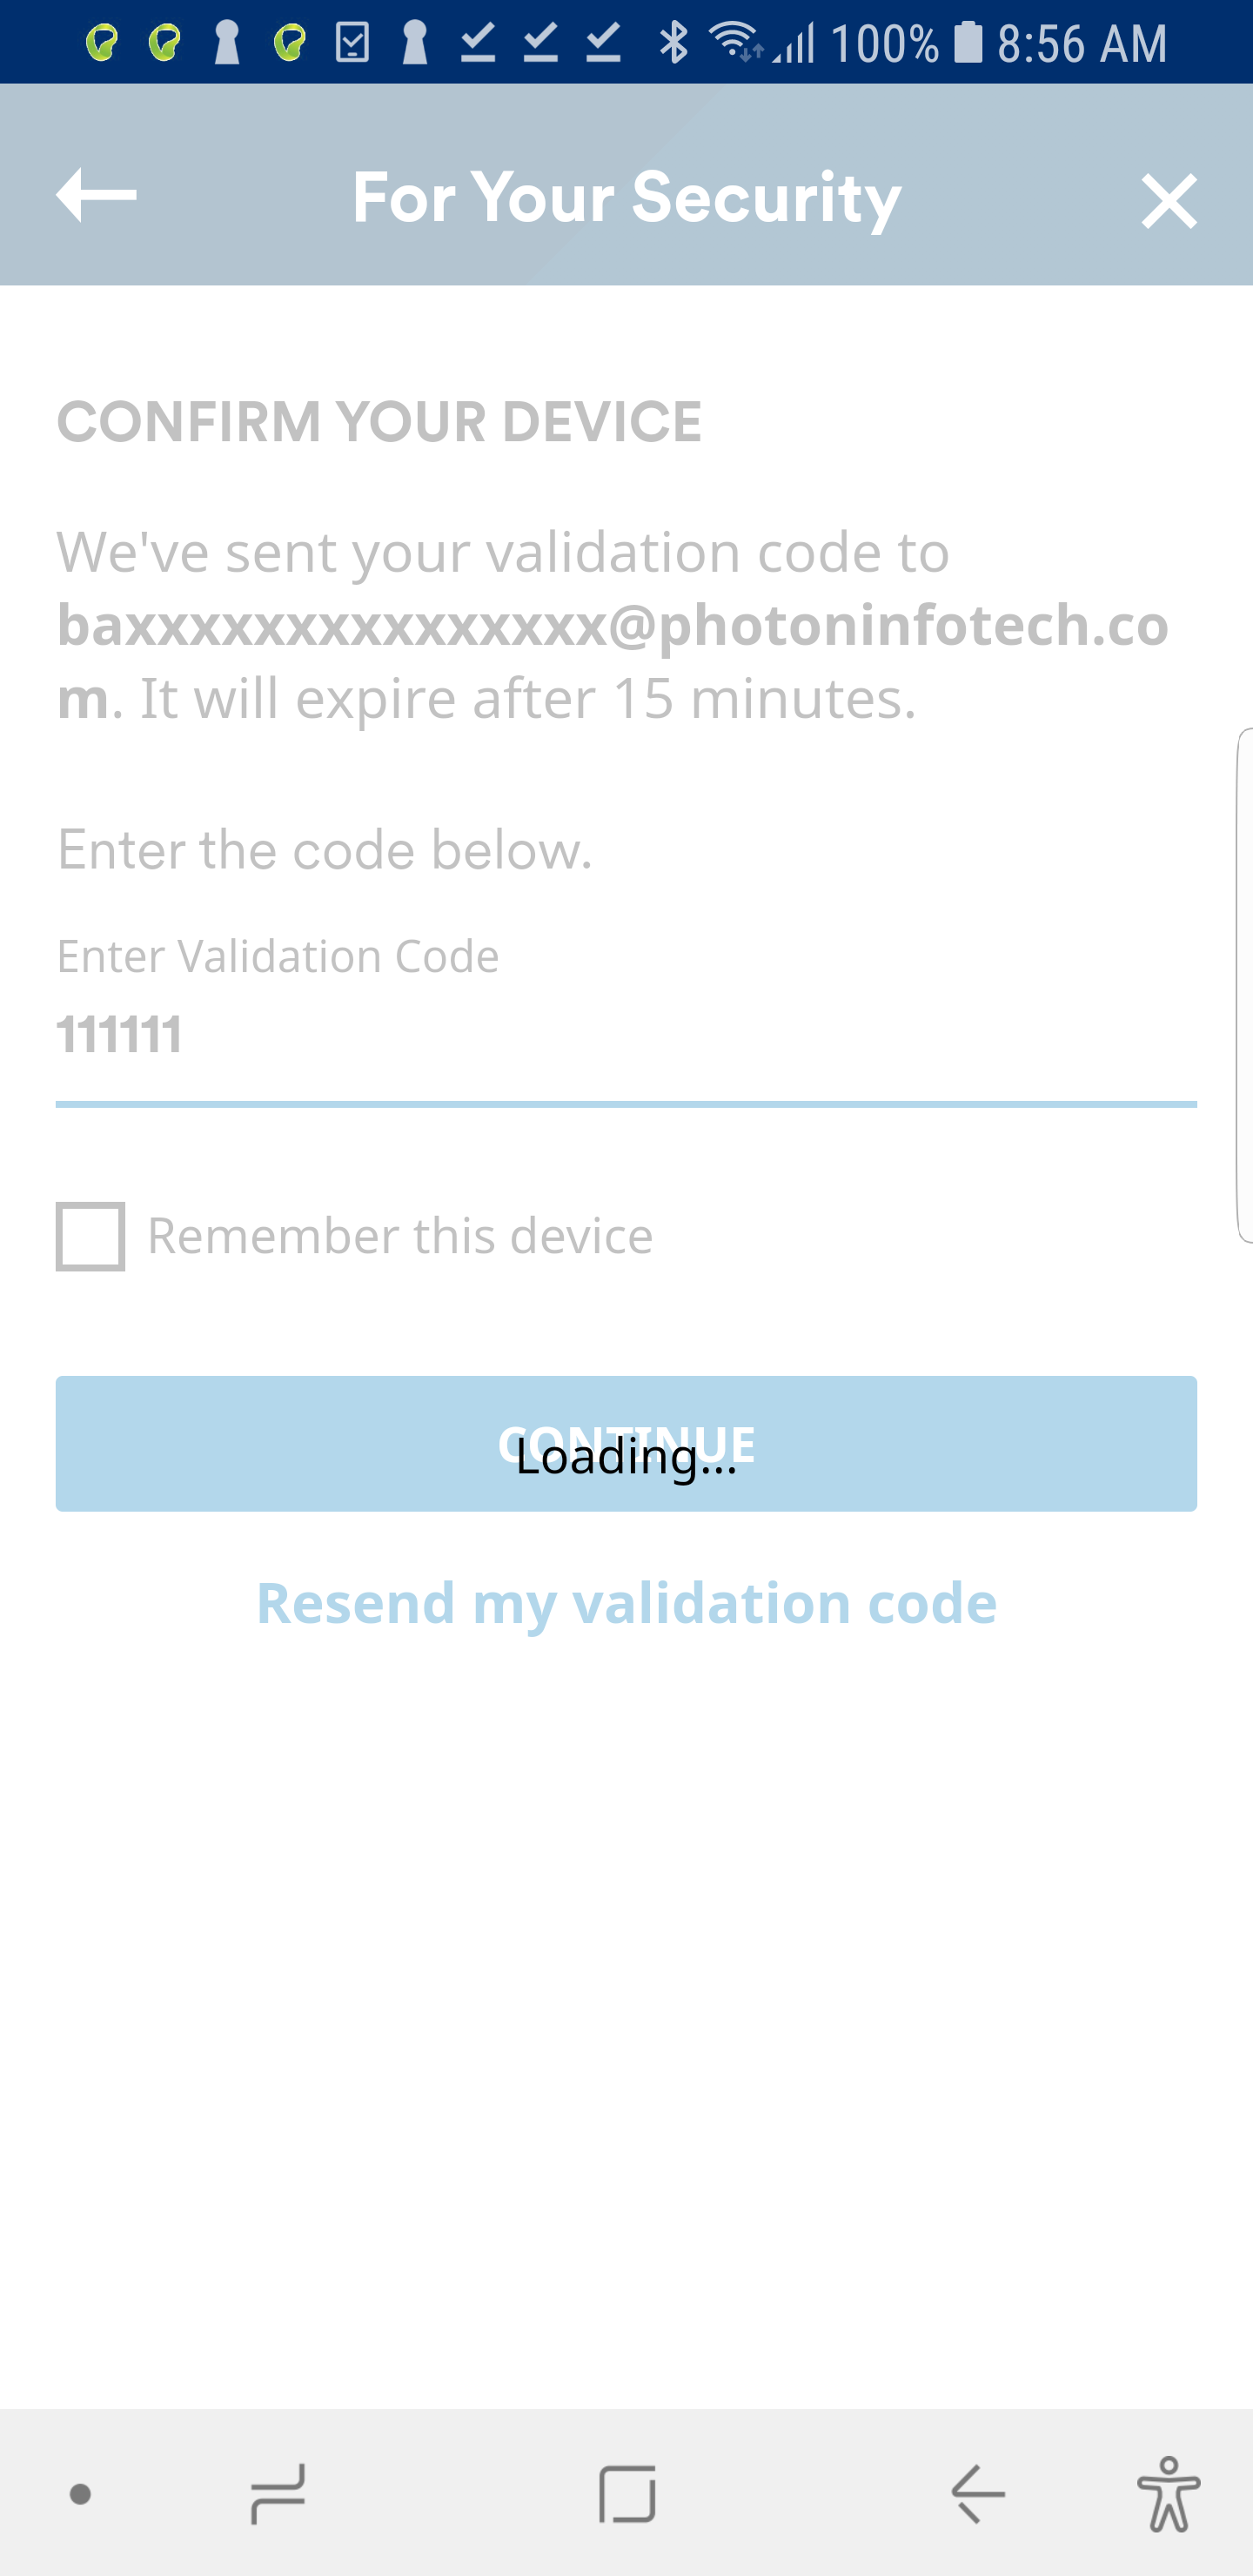 100% 8:56 AM
For Your Security
CONFIRM YOUR DEVICE
We've sent your validation code to
baxxxxxxxxxxxxxxx@photoninfotech.co
m. It will expire after 15 minutes.
Enter the code below.
Enter Validation Code
111111
Remember this device
CONTINUE
Loading...
Resend my validation code